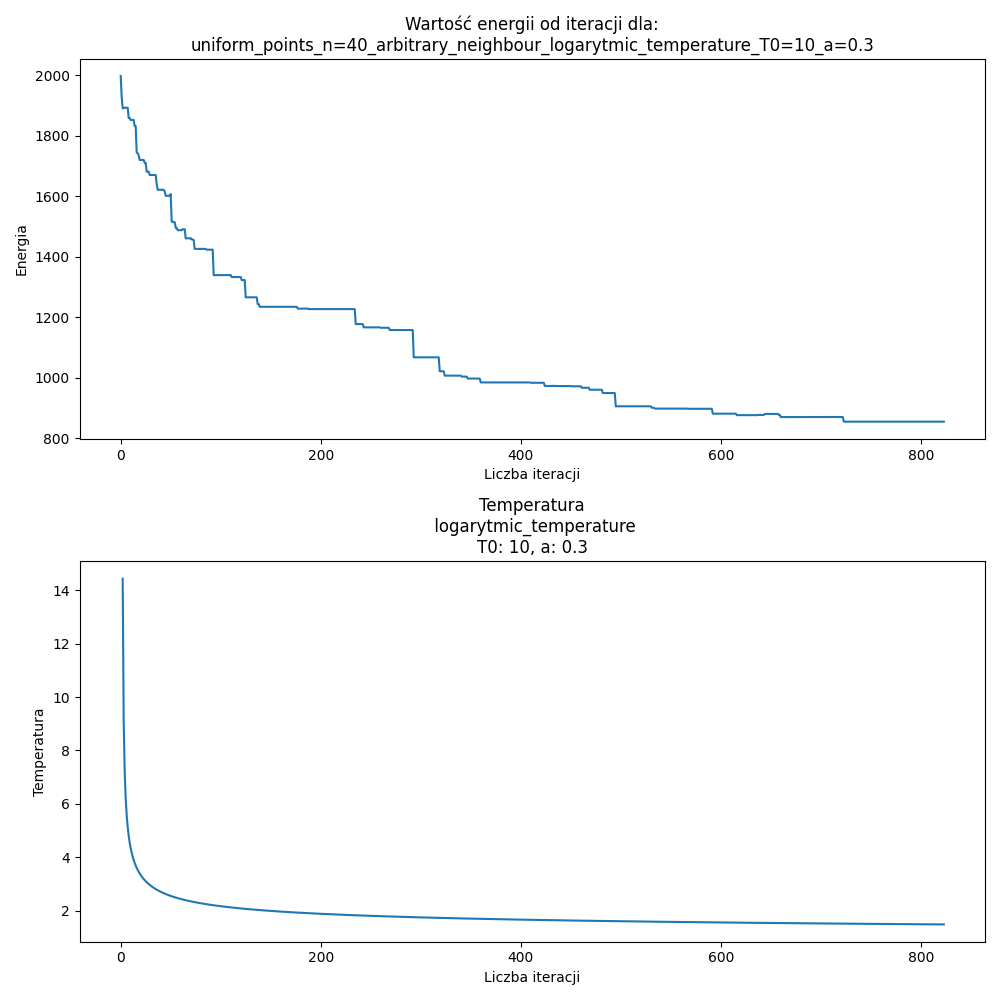 Wartość energii od iteracji dla:
uniform_points_n=40_arbitrary_neighbour_logarytmic_temperature_T0=10_a=0.3
2000
1800
1600
1400
1200
1000
800
Energia
0 200 400 600 800
Liczba iteracji
Temperatura
logarytmic_temperature
T0: 10, a: 0.3
14
12
10
8
6
4
2
Temperatura
0 200 400 600 800
Liczba iteracji